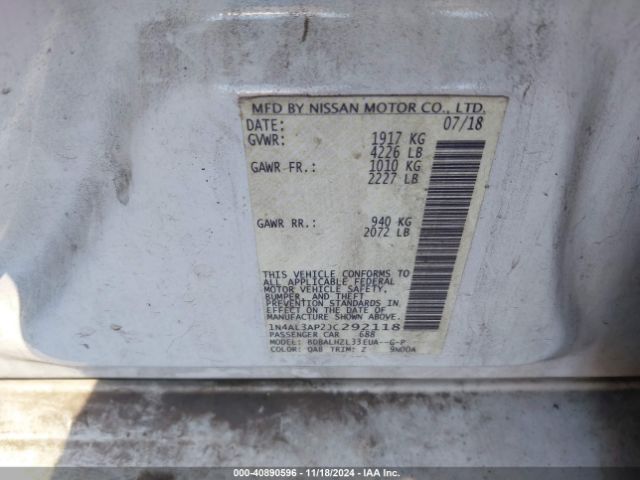 MFD BY NISSAN MOTOR CO., LTD.
DATE: 07/18
GVWR: 1917 KG
4226 LB
GAWR FR.: 1010 KG
2227 LB
GAWR RR.: 940 KG
2072 LB
THIS VEHICLE CONFORMS TO
ALL APPLICABLE FEDERAL
MOTOR VEHICLE SAFETY,
BUMPER, AND THEFT
PREVENTION STANDARDS IN
EFFECT ON THE DATE OF
MANUFACTURE SHOWN ABOVE.
1N4AL3AP2JC292118
PASSENGER CAR 688
MODEL: BDBALHZL33EUA--G-P
COLOR: QAB TRIM: Z 9N00A
000-40890596 - 11/18/2024 - IAA Inc.